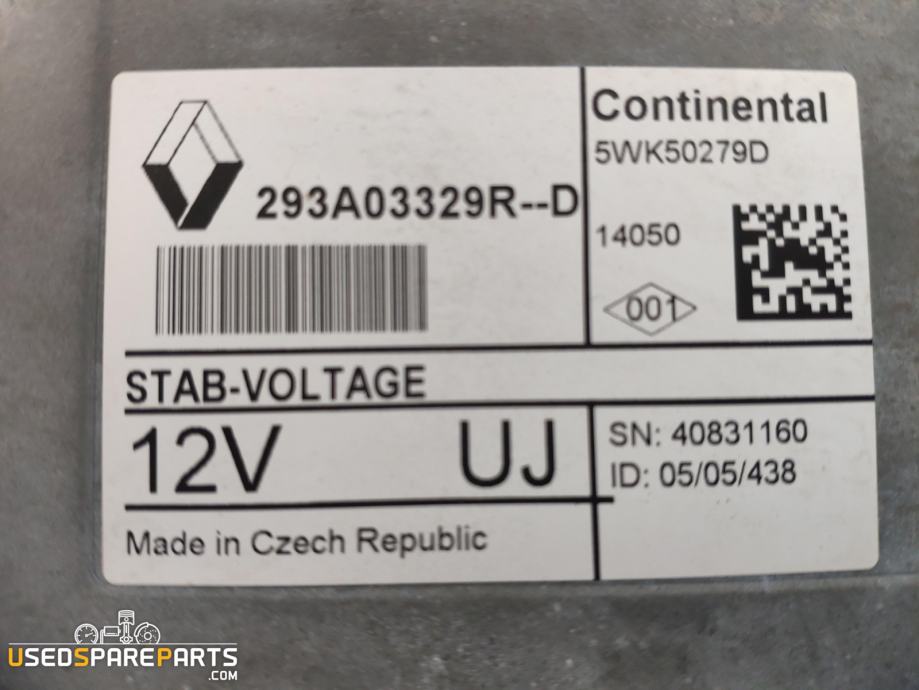 293A03329R--D
Continental
5WK50279D
14050
001
STAB-VOLTAGE
12V UJ
SN: 40831160
ID: 05/05/438
Made in Czech Republic
USEDSPAREPARTS
.COM